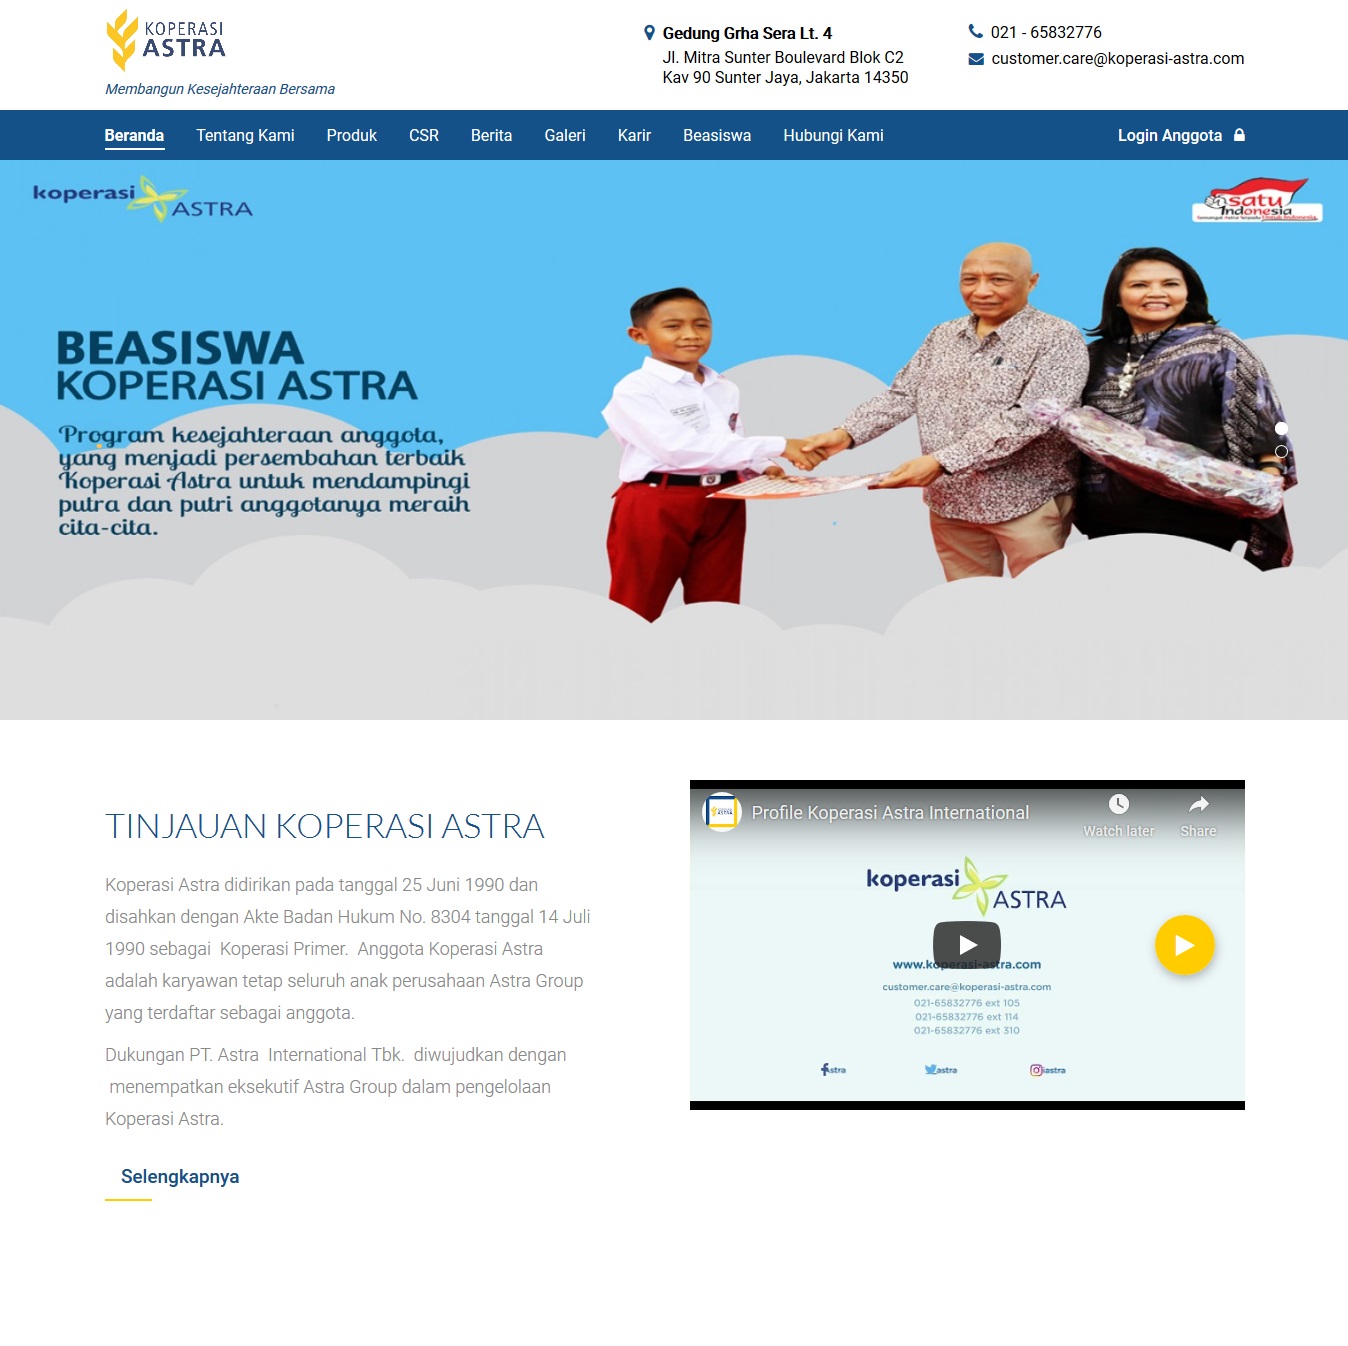 KOPERASI
ASTRA
Membangun Kesejahteraan Bersama
Gedung Grha Sera Lt. 4
Jl. Mitra Sunter Boulevard Blok C2
Kav 90 Sunter Jaya, Jakarta 14350
021 - 65832776
customer.care@koperasi-astra.com
Beranda Tentang Kami Produk CSR Berita Galeri Karir Beasiswa Hubungi Kami Login Anggota
koperasi ASTRA
satu
Indonesia
BEASISWA
KOPERASI ASTRA
Program kesejahteraan anggota,
yang menjadi persembahan terbaik
Koperasi Astra untuk mendampingi
putra dan putri anggotanya meraih
cita-cita.
TINJAUAN KOPERASI ASTRA
Koperasi Astra didirikan pada tanggal 25 Juni 1990 dan
disahkan dengan Akte Badan Hukum No. 8304 tanggal 14 Juli
1990 sebagai Koperasi Primer. Anggota Koperasi Astra
adalah karyawan tetap seluruh anak perusahaan Astra Group
yang terdaftar sebagai anggota.
Dukungan PT. Astra International Tbk. diwujudkan dengan
menempatkan eksekutif Astra Group dalam pengelolaan
Koperasi Astra.
Selengkapnya
Profile Koperasi Astra International
Watch later
Share
koperasi ASTRA
www.koperasi-astra.com
customer.care@koperasi-astra.com
021-65832776 ext 105
021-65832776 ext 114
021-65832776 ext 310